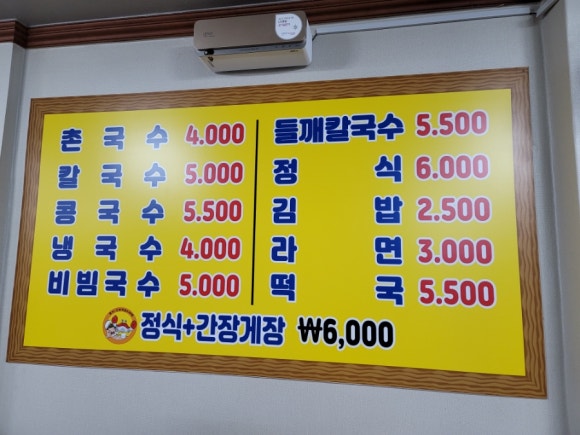 촌국수 4.000
칼국수 5.000
콩국수 5.500
냉국수 4.000
비빔국수 5.000
들깨칼국수 5.500
정식 6.000
김밥 2.500
라면 3.000
떡국 5.500
정식+간장게장 ₩6,000